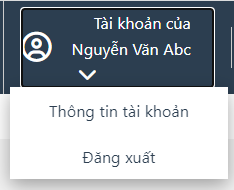 Tài khoản của
Nguyễn Văn Abc
Thông tin tài khoản
Đăng xuất